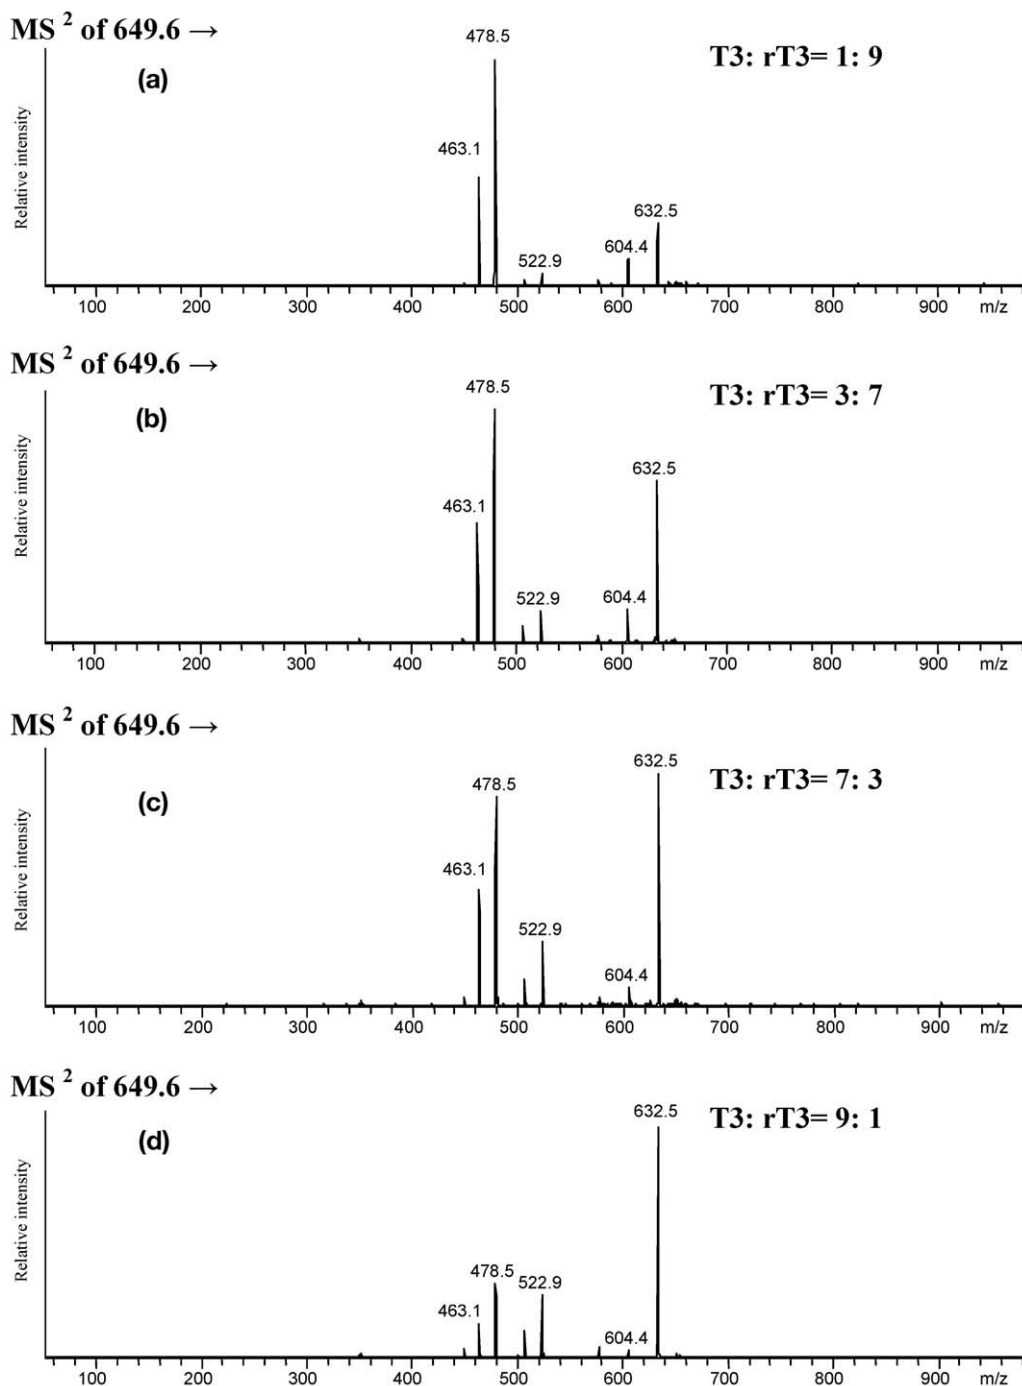 MS 2 of 649.6 →
T3: rT3= 1: 9
(a)
Relative intensity
478.5
463.1
522.9
604.4
632.5
100 200 300 400 500 600 700 800 900 m/z
MS 2 of 649.6 →
T3: rT3= 3: 7
(b)
Relative intensity
478.5
463.1
522.9
604.4
632.5
100 200 300 400 500 600 700 800 900 m/z
MS 2 of 649.6 →
T3: rT3= 7: 3
(c)
Relative intensity
478.5
463.1
522.9
604.4
632.5
100 200 300 400 500 600 700 800 900 m/z
MS 2 of 649.6 →
T3: rT3= 9: 1
(d)
Relative intensity
478.5
463.1
522.9
604.4
632.5
100 200 300 400 500 600 700 800 900 m/z